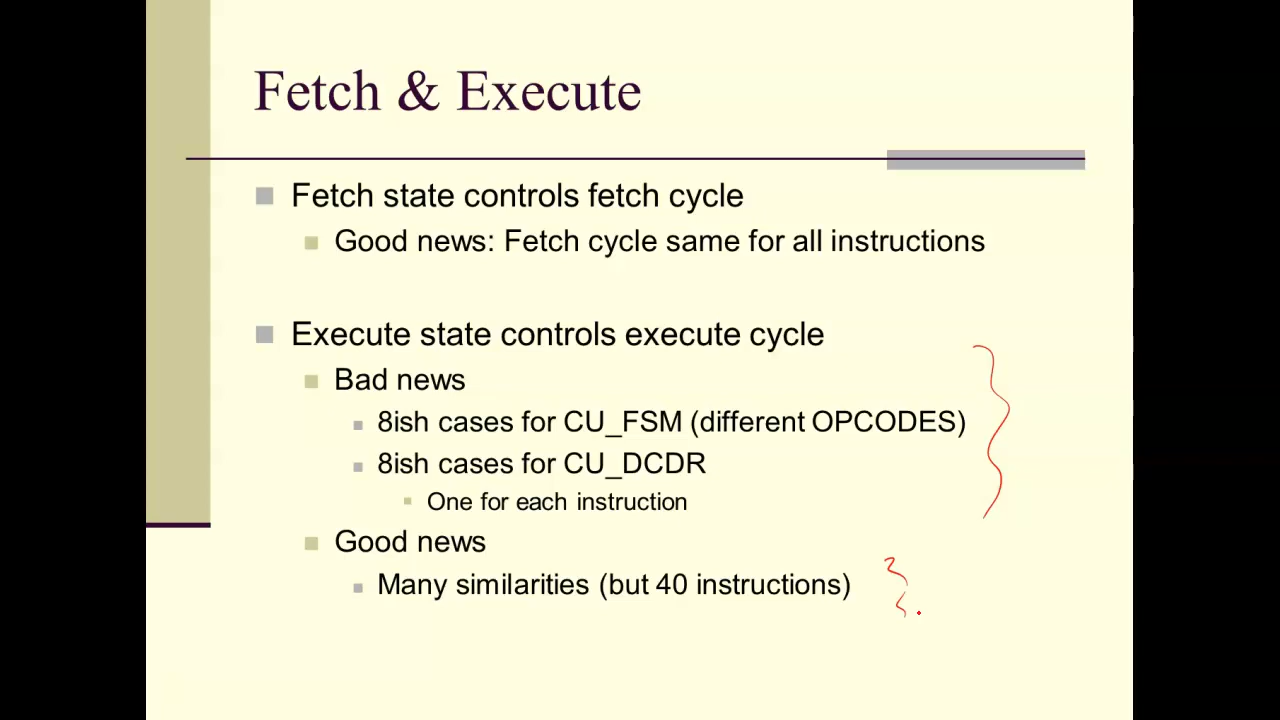 Fetch & Execute
Fetch state controls fetch cycle
Good news: Fetch cycle same for all instructions
Execute state controls execute cycle
Bad news
8ish cases for CU_FSM (different OPCODES)
8ish cases for CU_DCDR
One for each instruction
Good news
Many similarities (but 40 instructions)